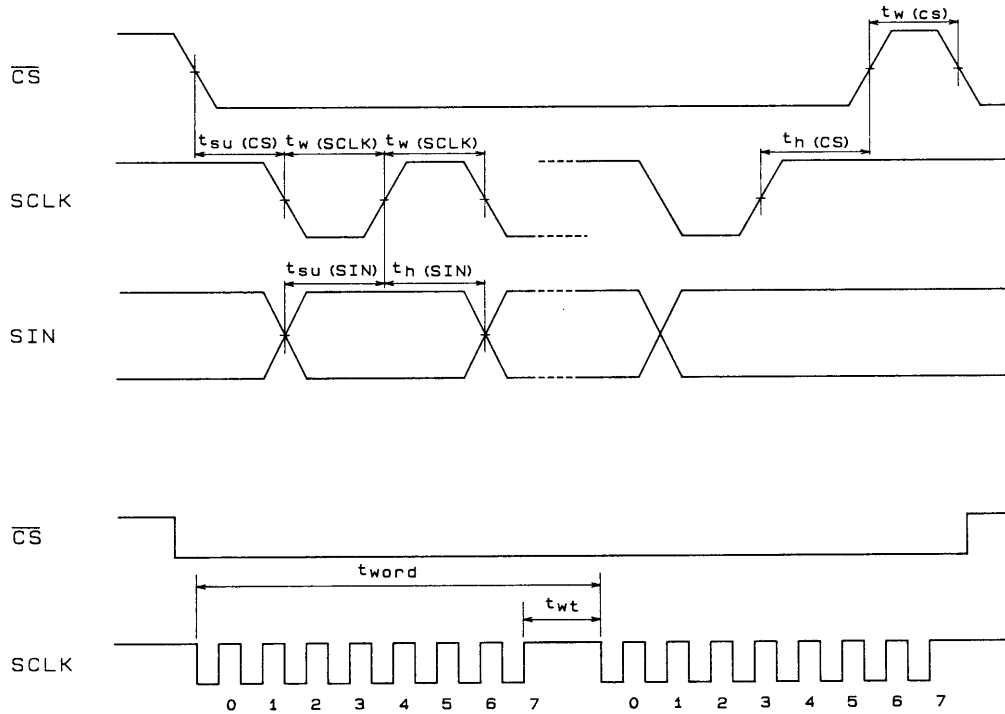 tw (CS)
CS
tsu (CS) tw (SCLK) tw (SCLK)
th (CS)
SCLK
tsu (SIN) th (SIN)
SIN
CS
tword
twt
SCLK
0 1 2 3 4 5 6 7 0 1 2 3 4 5 6 7